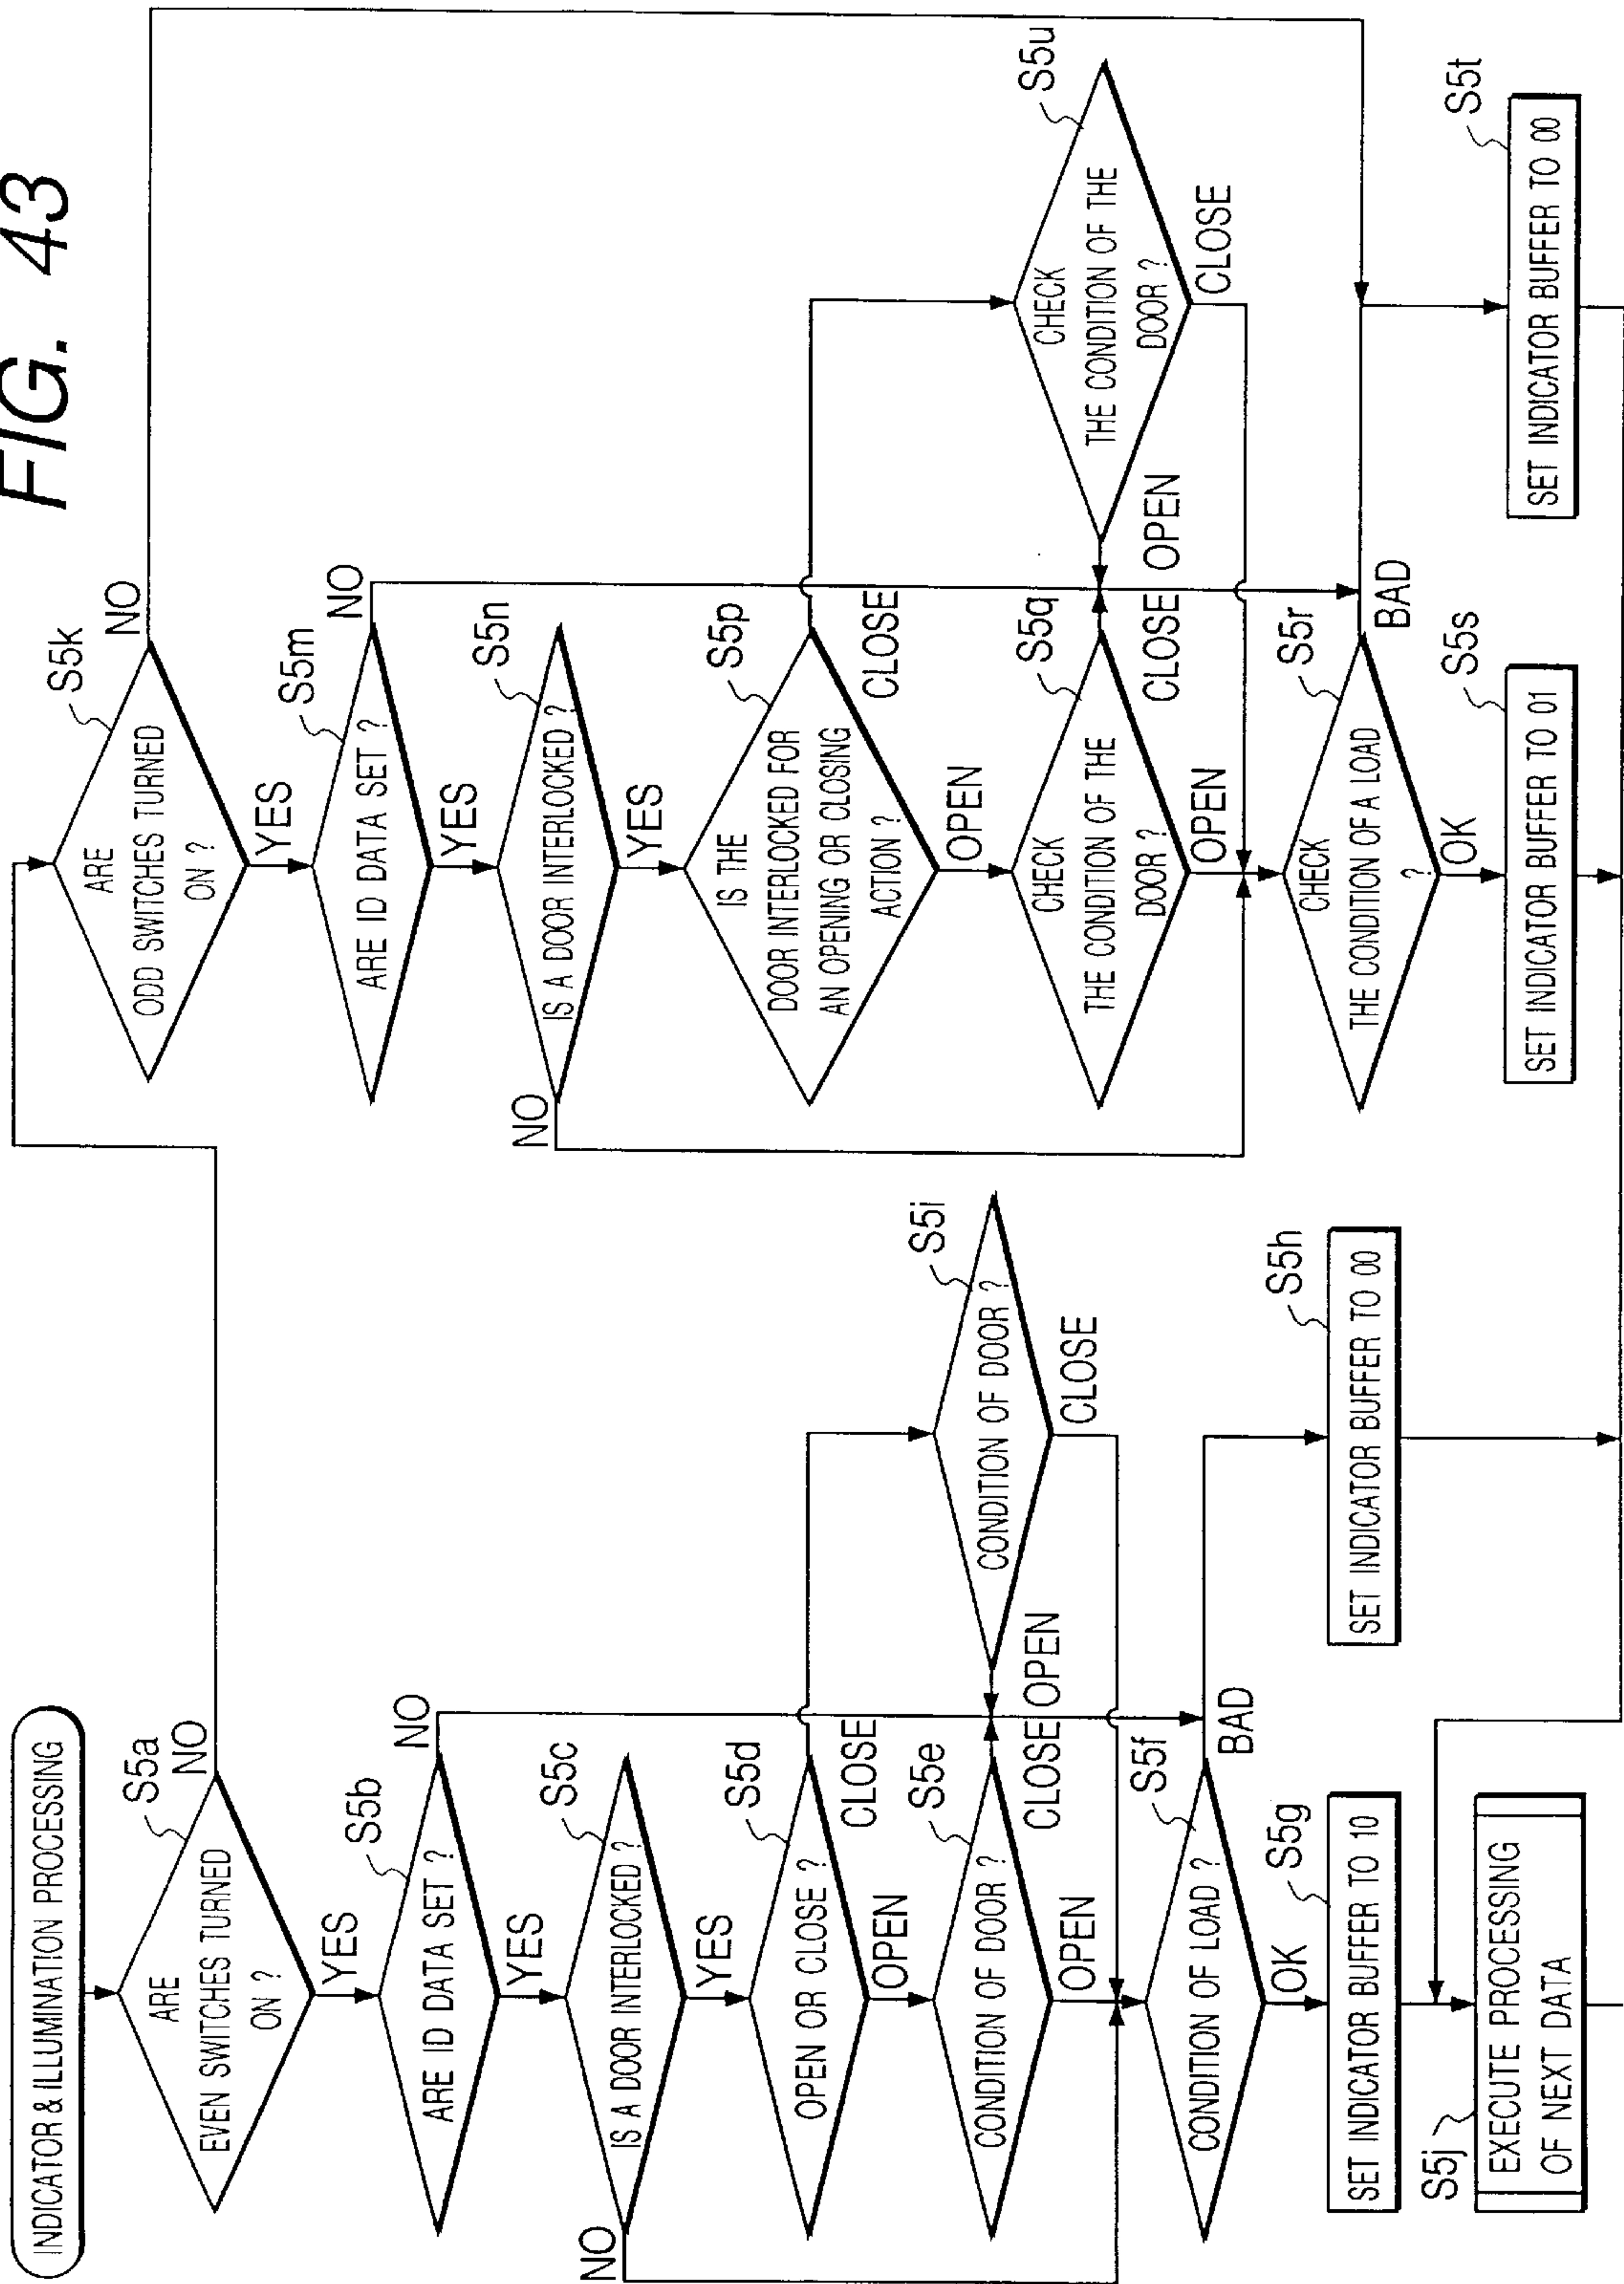 FIG. 43
INDICATOR & ILLUMINATION PROCESSING
S5a
ARE
EVEN SWITCHES TURNED
ON ?
NO
YES
S5b
ARE ID DATA SET ?
NO
YES
S5c
IS A DOOR INTERLOCKED ?
NO
YES
S5d
OPEN OR CLOSE ?
CLOSE
OPEN
S5e
CONDITION OF DOOR ?
CLOSE
OPEN
S5i
CONDITION OF DOOR ?
OPEN
CLOSE
S5f
CONDITION OF LOAD ?
BAD
OK
S5g
SET INDICATOR BUFFER TO 10
S5h
SET INDICATOR BUFFER TO 00
S5j
EXECUTE PROCESSING
OF NEXT DATA
S5k
ARE
ODD SWITCHES TURNED
ON ?
NO
YES
S5m
ARE ID DATA SET ?
NO
YES
S5n
IS A DOOR INTERLOCKED ?
NO
YES
S5p
IS THE
DOOR INTERLOCKED FOR
AN OPENING OR CLOSING
ACTION ?
CLOSE
OPEN
S5q
CHECK
THE CONDITION OF THE
DOOR ?
CLOSE
OPEN
S5u
CHECK
THE CONDITION OF THE
DOOR ?
OPEN
CLOSE
S5r
CHECK
THE CONDITION OF A LOAD
?
BAD
OK
S5s
SET INDICATOR BUFFER TO 01
S5t
SET INDICATOR BUFFER TO 00